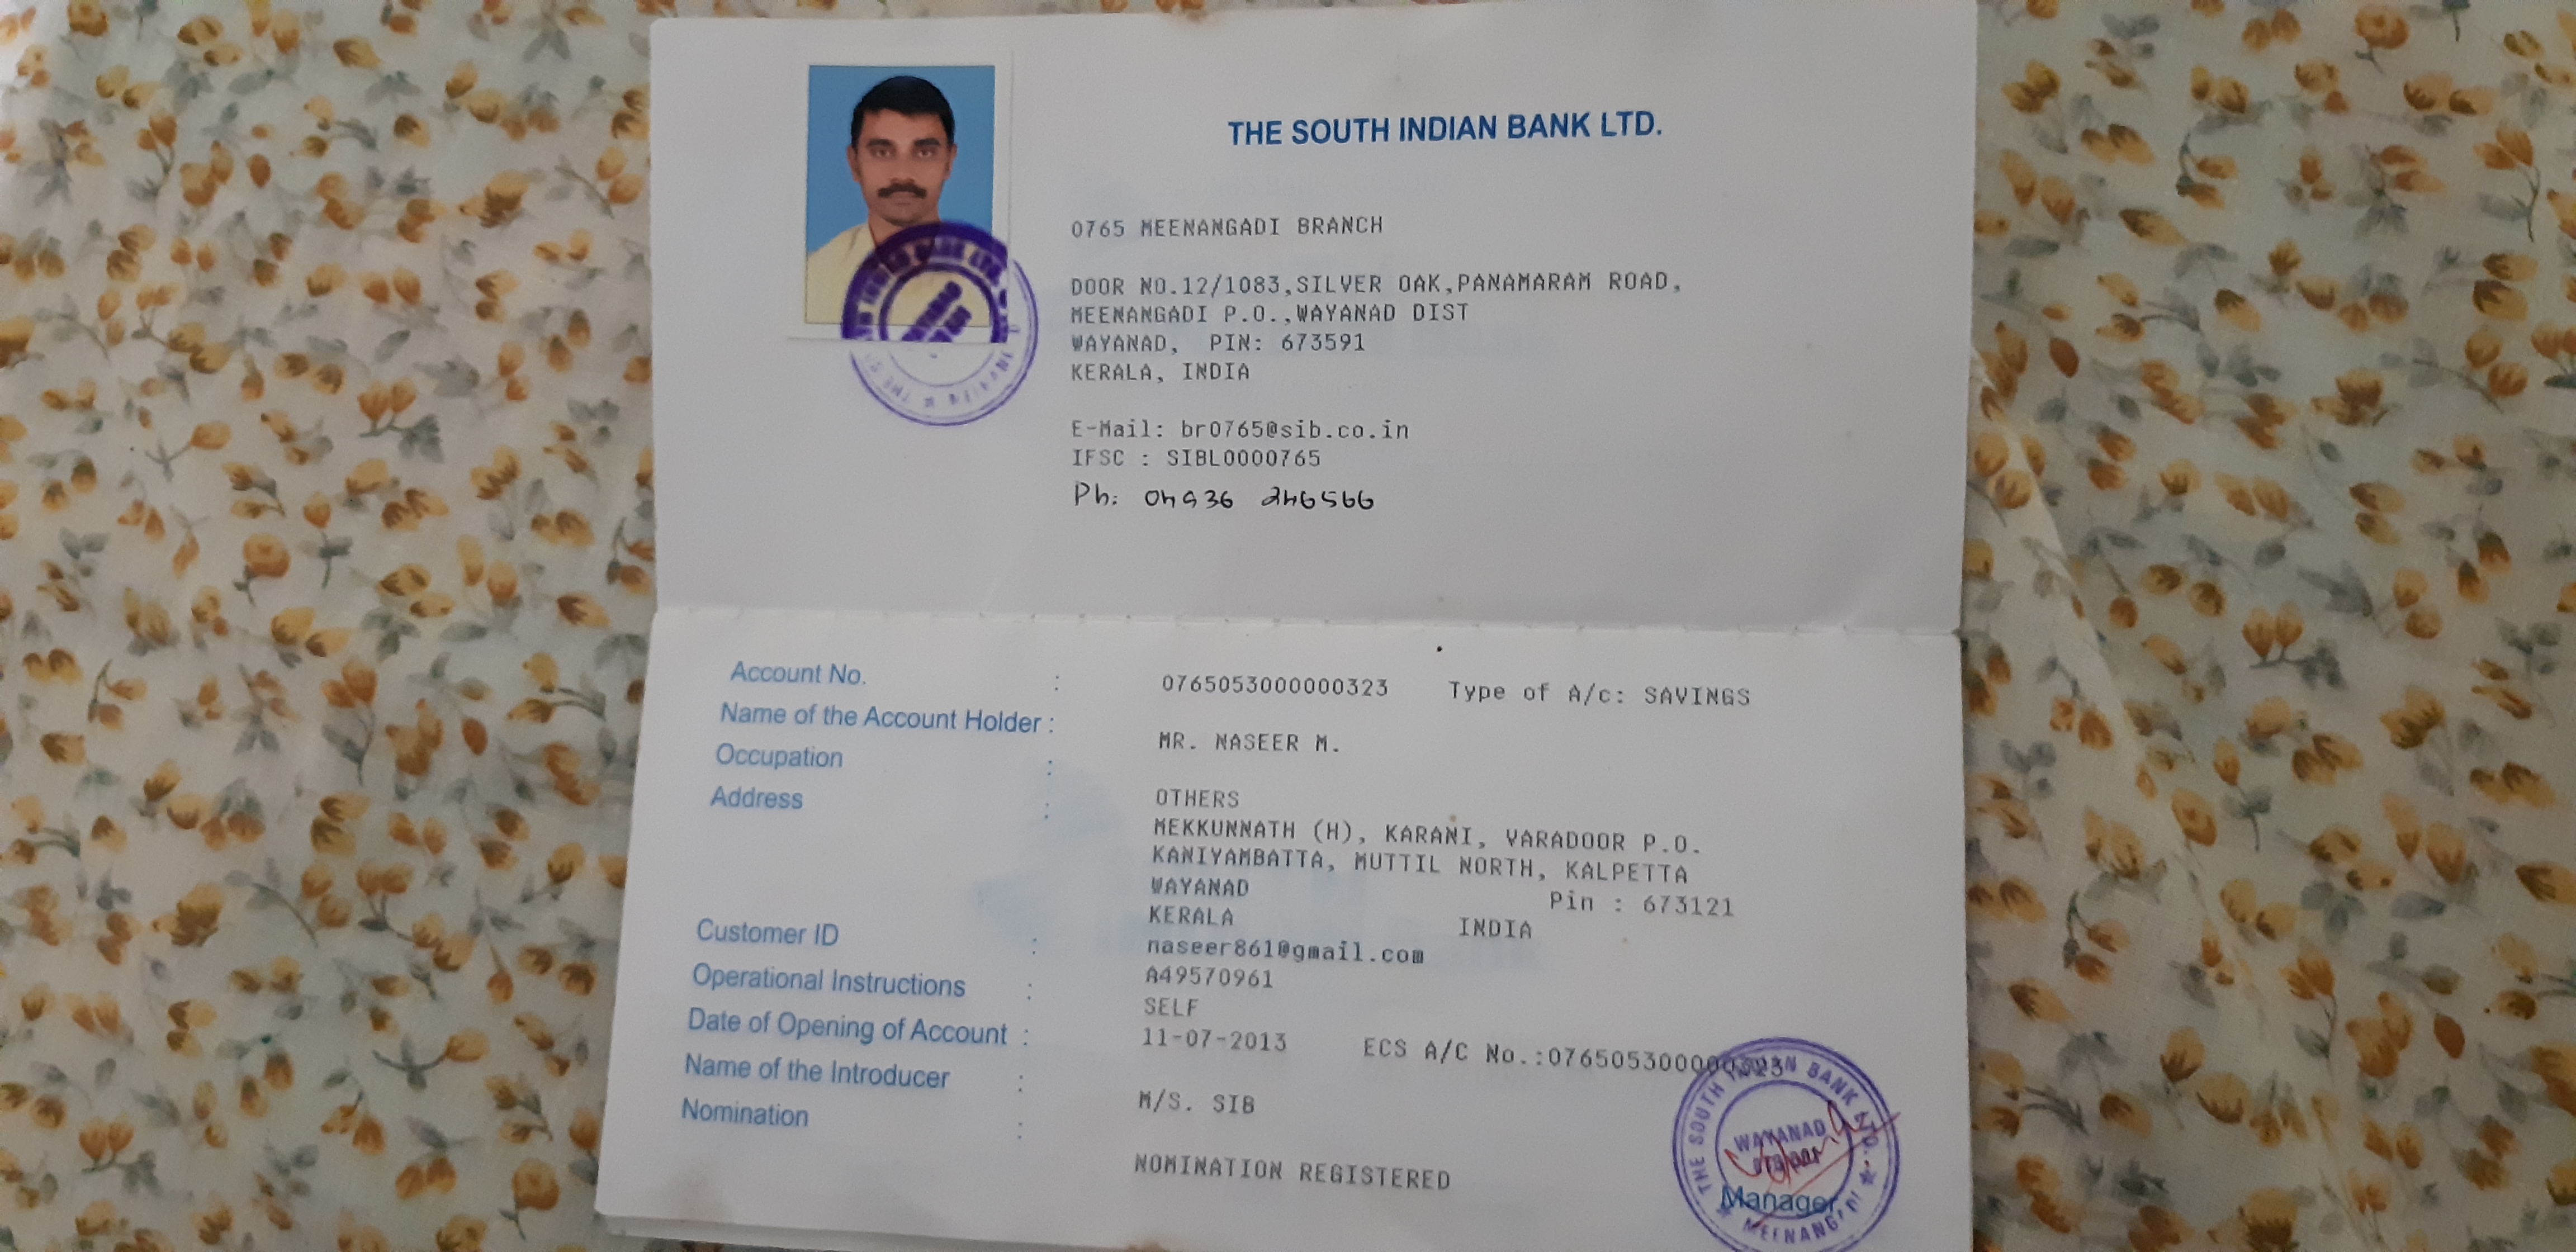 THE SOUTH INDIAN BANK LTD.
0765 MEENANGADI BRANCH
DOOR NO.12/1083,SILVER OAK,PANAMARAM ROAD,
MEENANGADI P.O.,WAYANAD DIST
WAYANAD, PIN: 673591
KERALA, INDIA
E-Mail: br0765@sib.co.in
IFSC : SIBL0000765
Ph: 04936 246566
Account No. : 0765053000000323 Type of A/c: SAVINGS
Name of the Account Holder : MR. NASEER M.
Occupation : OTHERS
Address : MEKKUNNATH (H), KARANI, VARADOOR P.O.
KANIYAMBATTA, MUTTIL NORTH, KALPETTA
WAYANAD Pin : 673121
KERALA INDIA
naseer861@gmail.com
Customer ID : A49570961
Operational Instructions : SELF
Date of Opening of Account : 11-07-2013 ECS A/C No.:0765053000000323
Name of the Introducer : M/S. SIB
Nomination : NOMINATION REGISTERED
THE SOUTH INDIAN BANK LTD.
WAYANAD
Manager